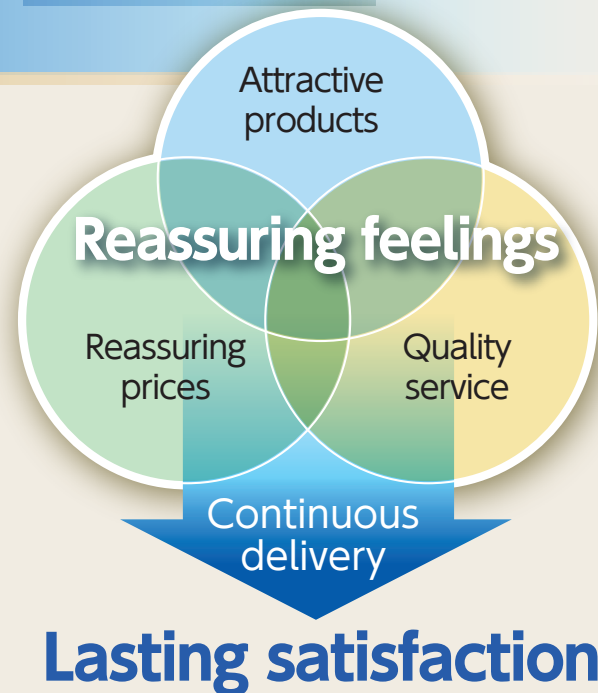 Attractive
products
Reassuring feelings
Reassuring
prices
Quality
service
Continuous
delivery
Lasting satisfaction